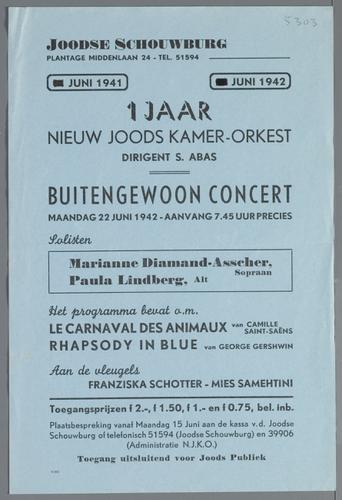 5303
JOODSE SCHOUWBURG
PLANTAGE MIDDENLAAN 24 - TEL. 51594
JUNI 1941
JUNI 1942
1 JAAR
NIEUW JOODS KAMER-ORKEST
DIRIGENT S. ABAS
BUITENGEWOON CONCERT
MAANDAG 22 JUNI 1942 - AANVANG 7.45 UUR PRECIES
Solisten
Marianne Diamand-Asscher, Sopraan
Paula Lindberg, Alt
Het programma bevat o.m.
LE CARNAVAL DES ANIMAUX van CAMILLE SAINT-SAËNS
RHAPSODY IN BLUE van GEORGE GERSHWIN
Aan de vleugels
FRANZISKA SCHOTTER - MIES SAMEHTINI
Toegangsprijzen f 2.-, f 1.50, f 1.- en f 0.75, bel. inb.
Plaatsbespreking vanaf Maandag 15 Juni aan de kassa v.d. Joodse
Schouwburg of telefonisch 51594 (Joodse Schouwburg) en 39906
(Administratie N.J.K.O.)
Toegang uitsluitend voor Joods Publiek